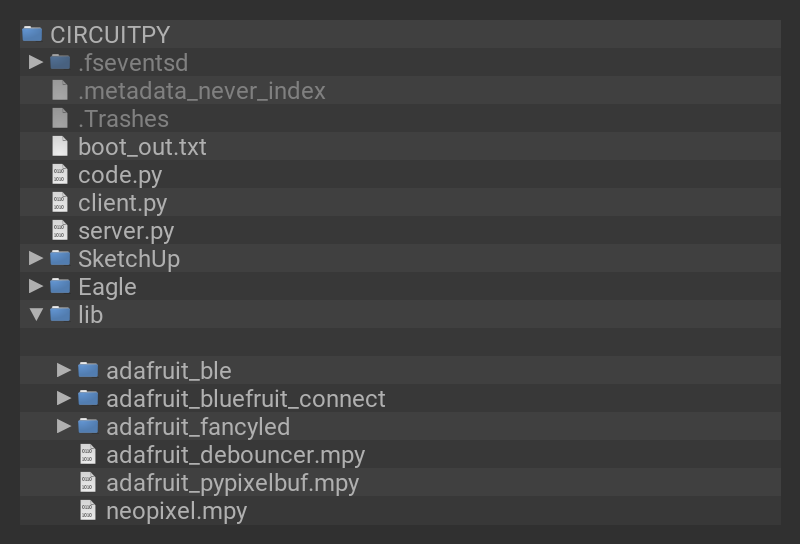 CIRCUITPY
.fseventsd
.metadata_never_index
.Trashes
boot_out.txt
code.py
client.py
server.py
SketchUp
Eagle
lib
adafruit_ble
adafruit_bluefruit_connect
adafruit_fancyled
adafruit_debouncer.mpy
adafruit_pypixelbuf.mpy
neopixel.mpy